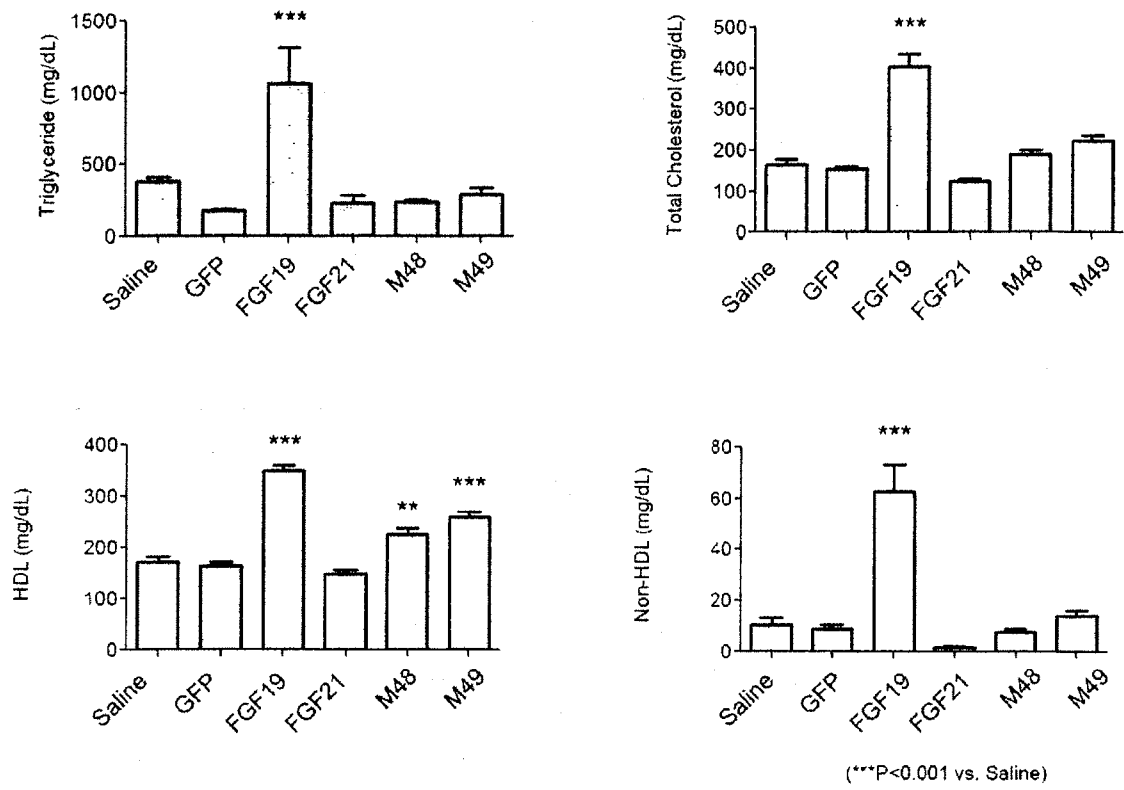 ***
1500
1000
500
0
Triglyceride (mg/dL)
Saline
GFP
FGF19
FGF21
M48
M49
***
500
400
300
200
100
0
Total Cholesterol (mg/dL)
Saline
GFP
FGF19
FGF21
M48
M49
***
**
***
400
300
200
100
0
HDL (mg/dL)
Saline
GFP
FGF19
FGF21
M48
M49
***
80
60
40
20
0
Non-HDL (mg/dL)
Saline
GFP
FGF19
FGF21
M48
M49
(***P<0.001 vs. Saline)